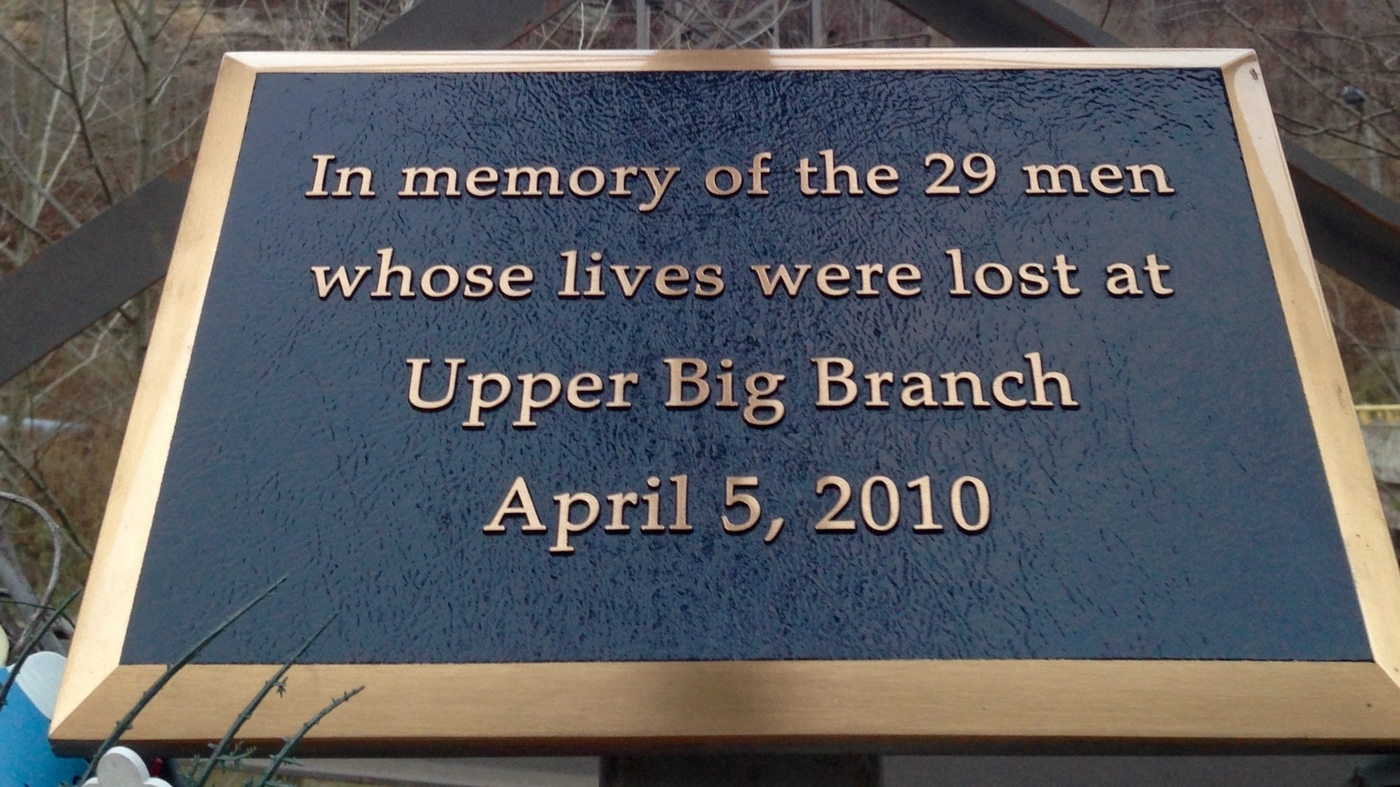 In memory of the 29 men
whose lives were lost at
Upper Big Branch
April 5, 2010